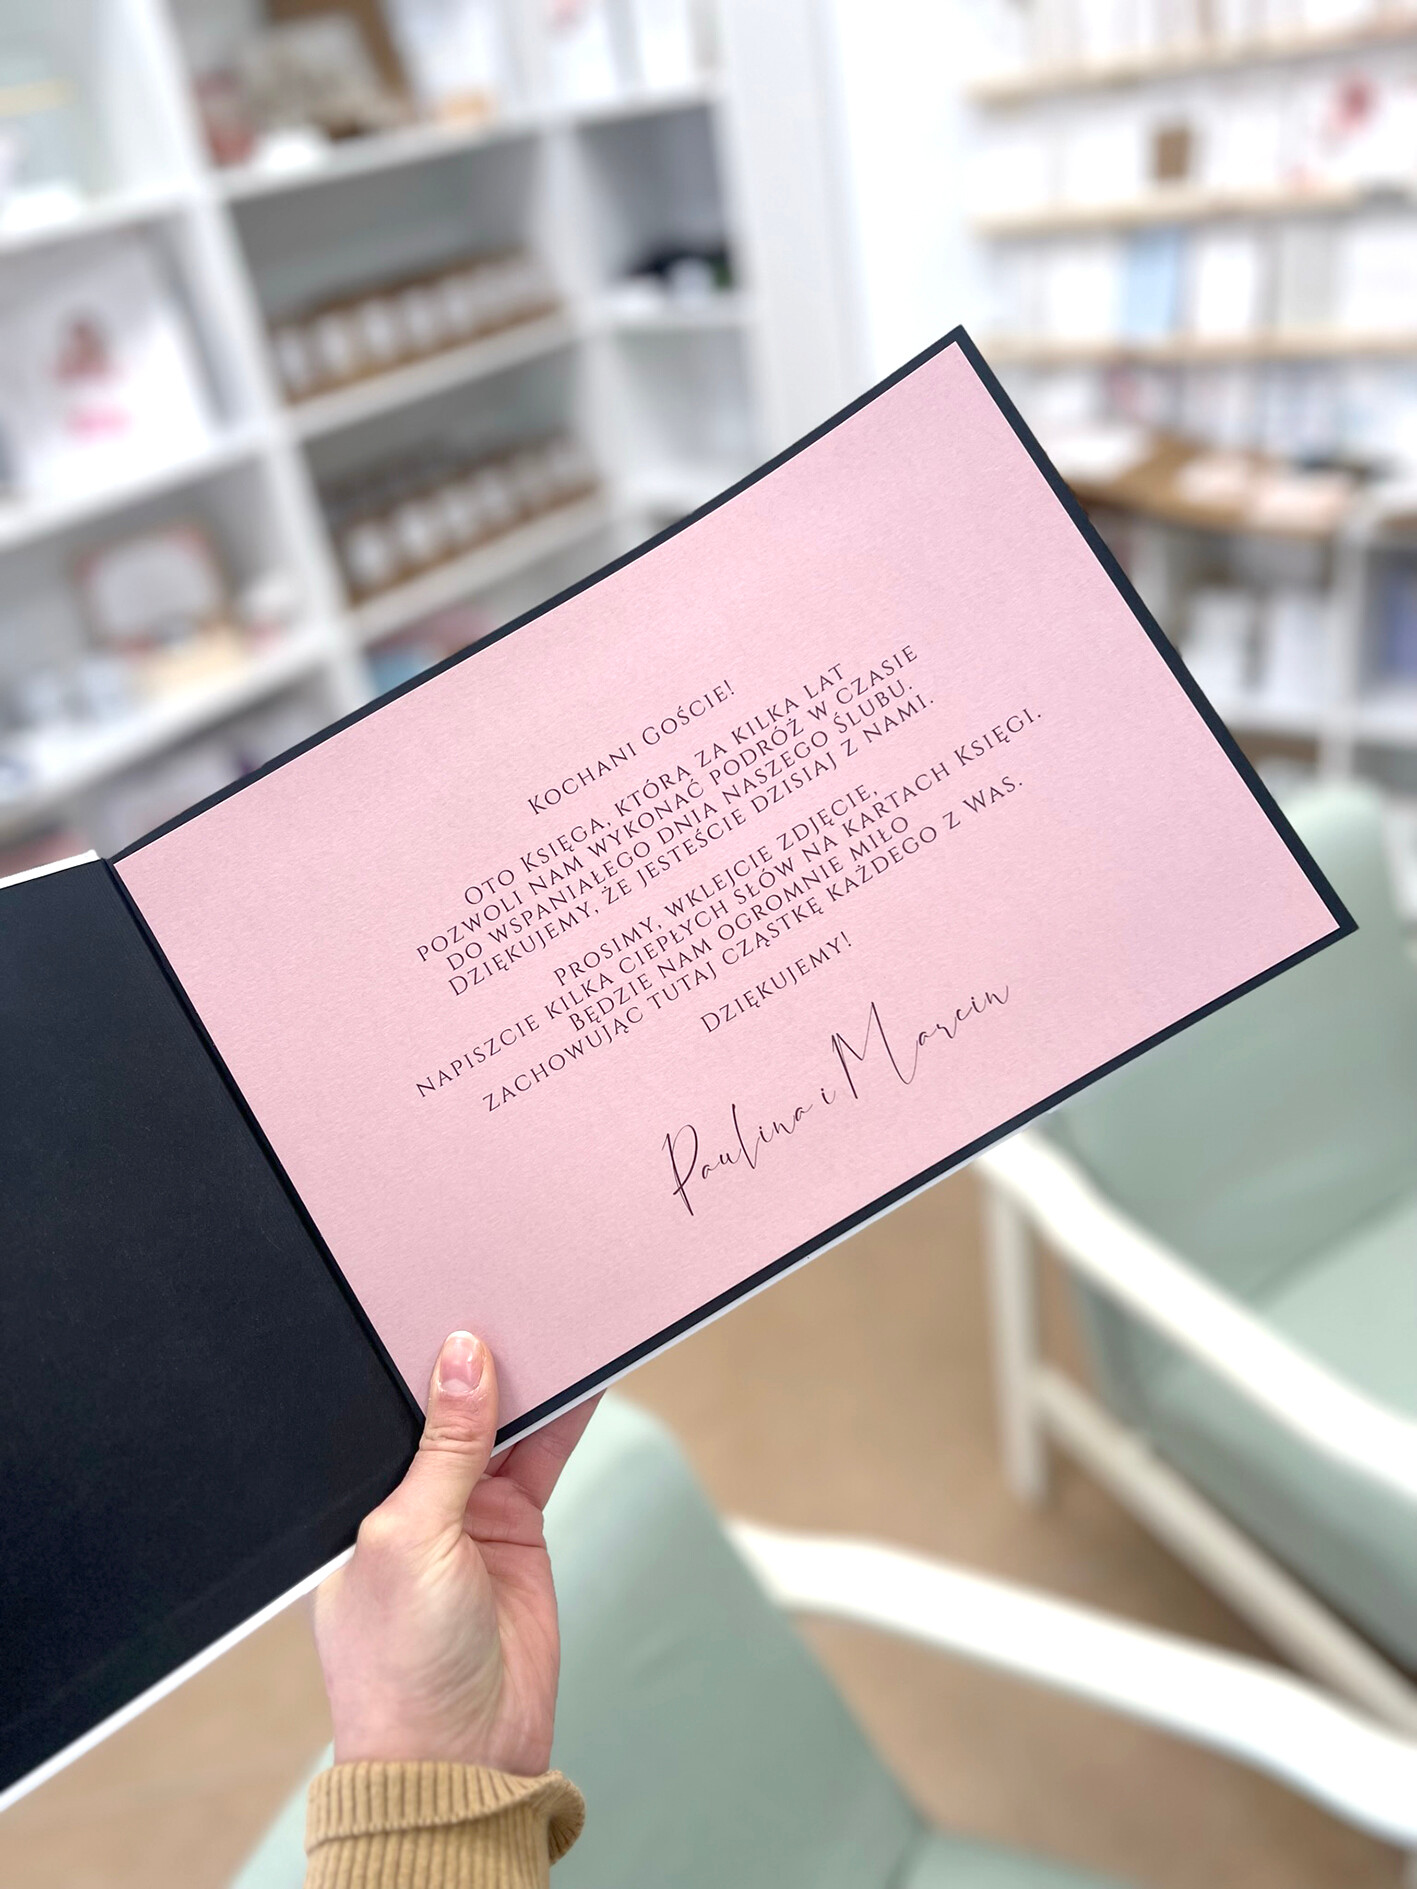 Kochani Goście!
Oto Księga, która za kilka lat
pozwoli nam wykonać podróż w czasie
do wspaniałego dnia naszego ślubu.
Dziękujemy, że jesteście dzisiaj z nami.
Prosimy, wklejcie zdjęcie,
napiszcie kilka ciepłych słów na kartach Księgi.
Będzie nam ogromnie miło
zachowując tutaj cząstkę każdego z Was.
Dziękujemy!
Paulina i Marcin